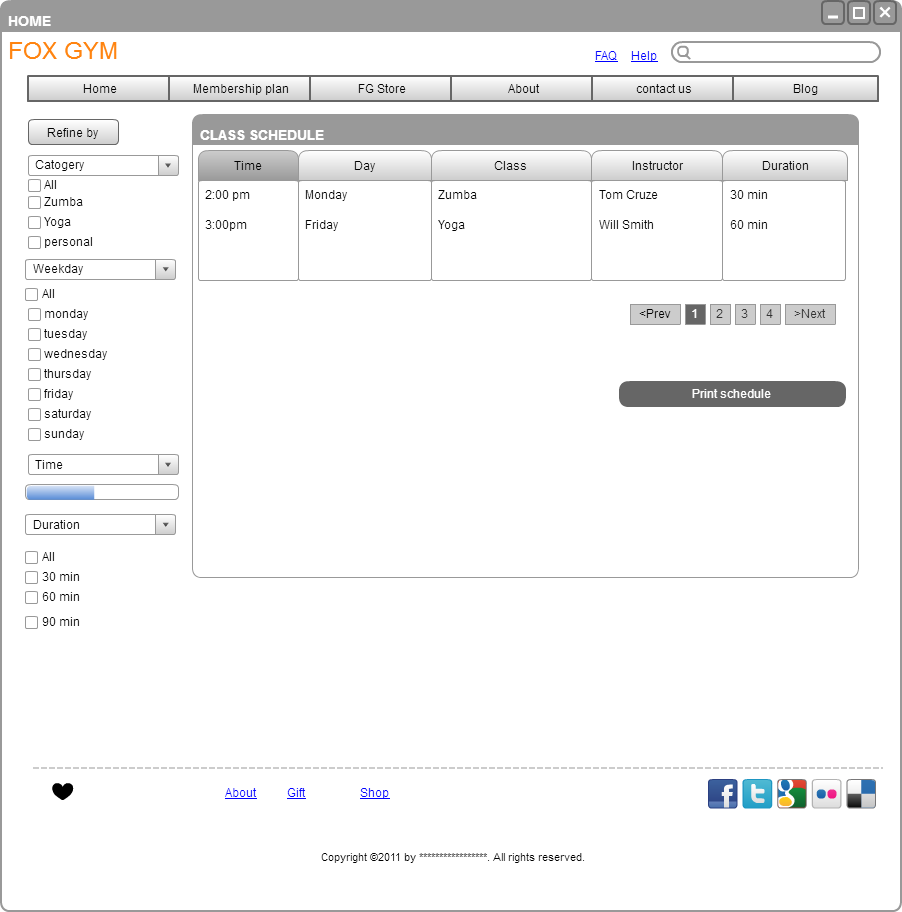 HOME
FOX GYM
FAQ Help
Home Membership plan FG Store About contact us Blog
Refine by
Catogery
All
Zumba
Yoga
personal
Weekday
All
monday
tuesday
wednesday
thursday
friday
saturday
sunday
Time
Duration
All
30 min
60 min
90 min
CLASS SCHEDULE
Time Day Class Instructor Duration
2:00 pm Monday Zumba Tom Cruze 30 min
3:00pm Friday Yoga Will Smith 60 min
<Prev 1 2 3 4 >Next
Print schedule
About Gift Shop
f t g
Copyright ©2011 by *****************. All rights reserved.